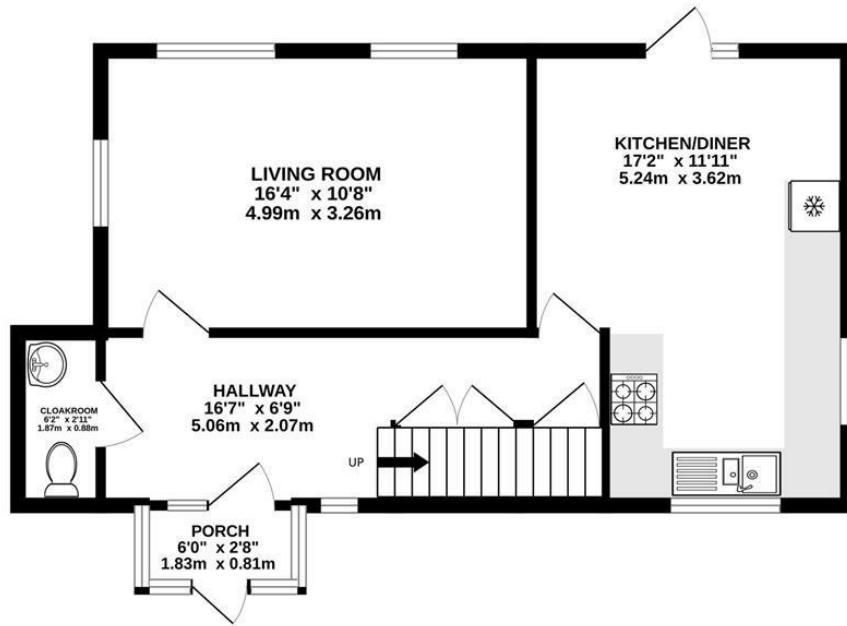 LIVING ROOM
16'4" x 10'8"
4.99m x 3.26m
KITCHEN/DINER
17'2" x 11'11"
5.24m x 3.62m
HALLWAY
16'7" x 6'9"
5.06m x 2.07m
CLOAKROOM
6'2" x 2'11"
1.87m x 0.88m
UP
PORCH
6'0" x 2'8"
1.83m x 0.81m